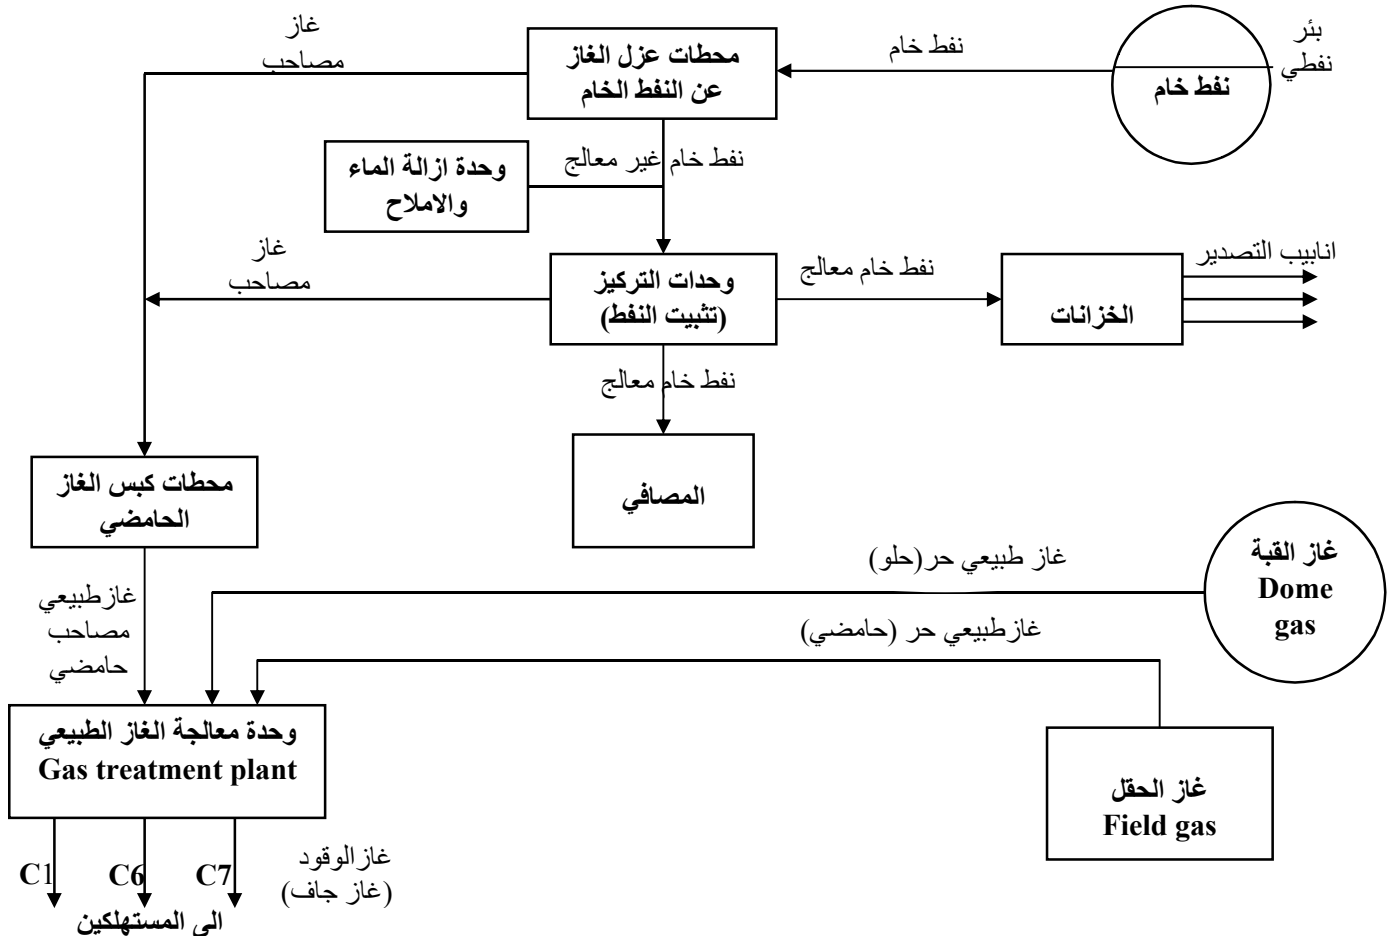 بئر
نفطي
نفط خام
نفط خام
محطات عزل الغاز
عن النفط الخام
غاز
مصاحب
نفط خام غير معالج
وحدة ازالة الماء
والاملاح
وحدات التركيز
(تثبيت النفط)
غاز
مصاحب
نفط خام معالج
الخزانات
انابيب التصدير
نفط خام معالج
المصافي
محطات كبس الغاز
الحامضي
غاز القبة
Dome
gas
غاز طبيعي حر(حلو)
غازطبيعي حر (حامضي)
غازطبيعي
مصاحب
حامضي
وحدة معالجة الغاز الطبيعي
Gas treatment plant
غاز الحقل
Field gas
غازالوقود
(غاز جاف)
C1 C6 C7
الى المستهلكين